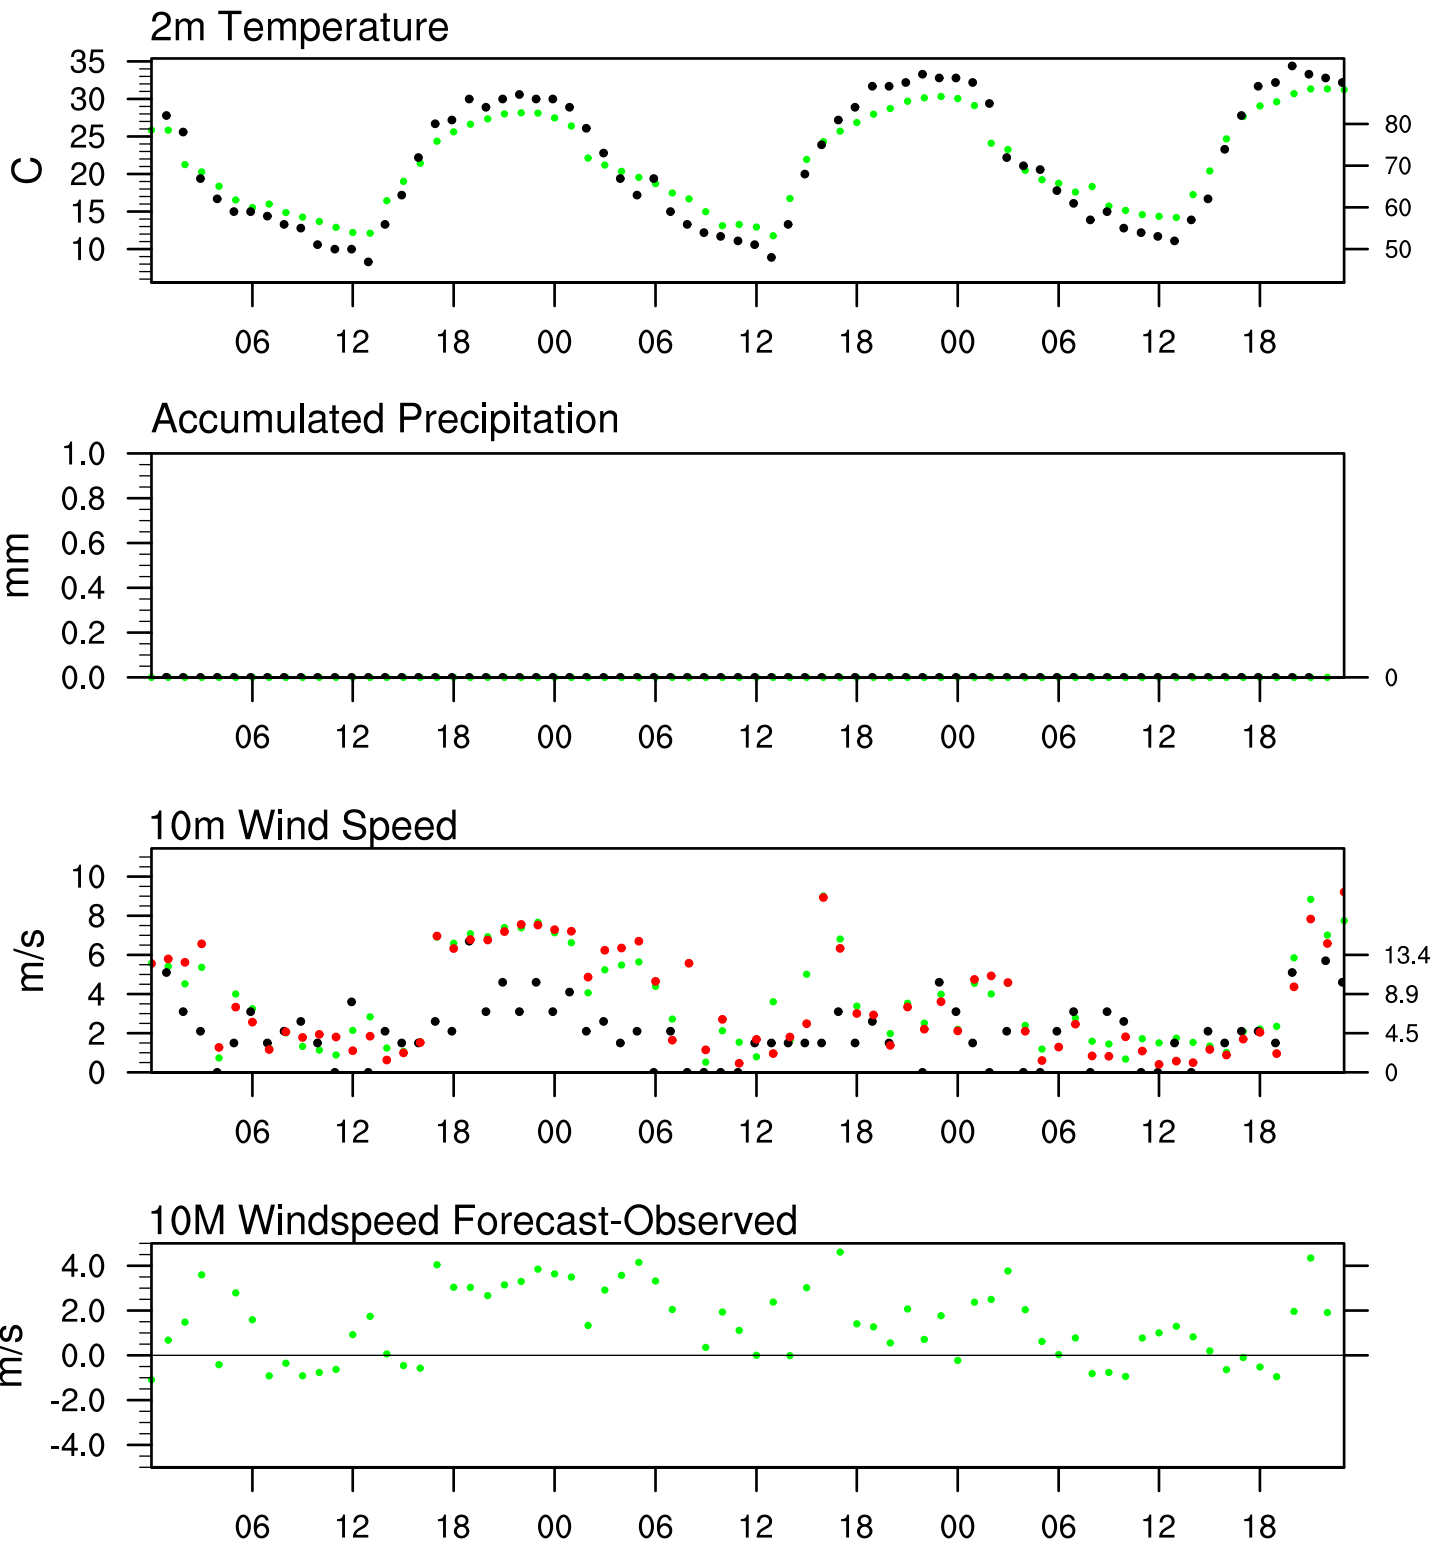 2m Temperature
35
30
25
20
15
10
C
80
70
60
50
06 12 18 00 06 12 18 00 06 12 18
Accumulated Precipitation
1.0
0.8
0.6
0.4
0.2
0.0
mm
0
06 12 18 00 06 12 18 00 06 12 18
10m Wind Speed
10
8
6
4
2
0
m/s
13.4
8.9
4.5
0
06 12 18 00 06 12 18 00 06 12 18
10M Windspeed Forecast-Observed
4.0
2.0
0.0
-2.0
-4.0
m/s
06 12 18 00 06 12 18 00 06 12 18